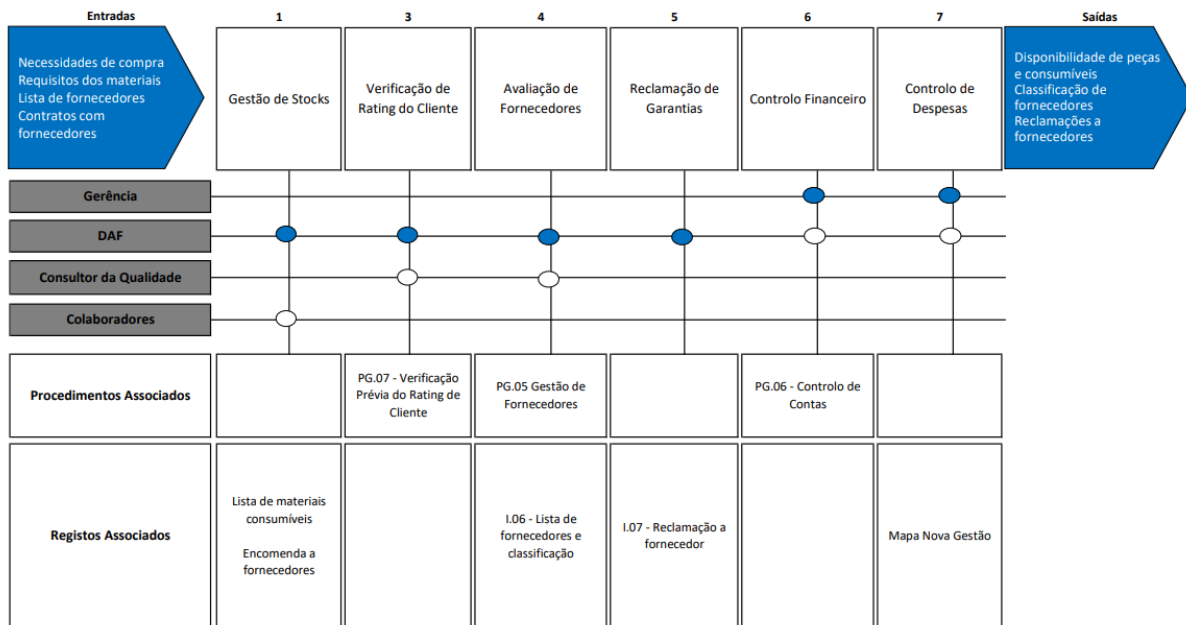 Entradas
1
3
4
5
6
7
Saídas
Necessidades de compra
Requisitos dos materiais
Lista de fornecedores
Contratos com
fornecedores
Gestão de Stocks
Verificação de
Rating do Cliente
Avaliação de
Fornecedores
Reclamação de
Garantias
Controlo Financeiro
Controlo de
Despesas
Disponibilidade de peças
e consumíveis
Classificação de
fornecedores
Reclamações a
fornecedores
Gerência
DAF
Consultor da Qualidade
Colaboradores
Procedimentos Associados
PG.07 - Verificação
Prévia do Rating de
Cliente
PG.05 Gestão de
Fornecedores
PG.06 - Controlo de
Contas
Registos Associados
Lista de materiais
consumíveis
Encomenda a
fornecedores
I.06 - Lista de
fornecedores e
classificação
I.07 - Reclamação a
fornecedor
Mapa Nova Gestão